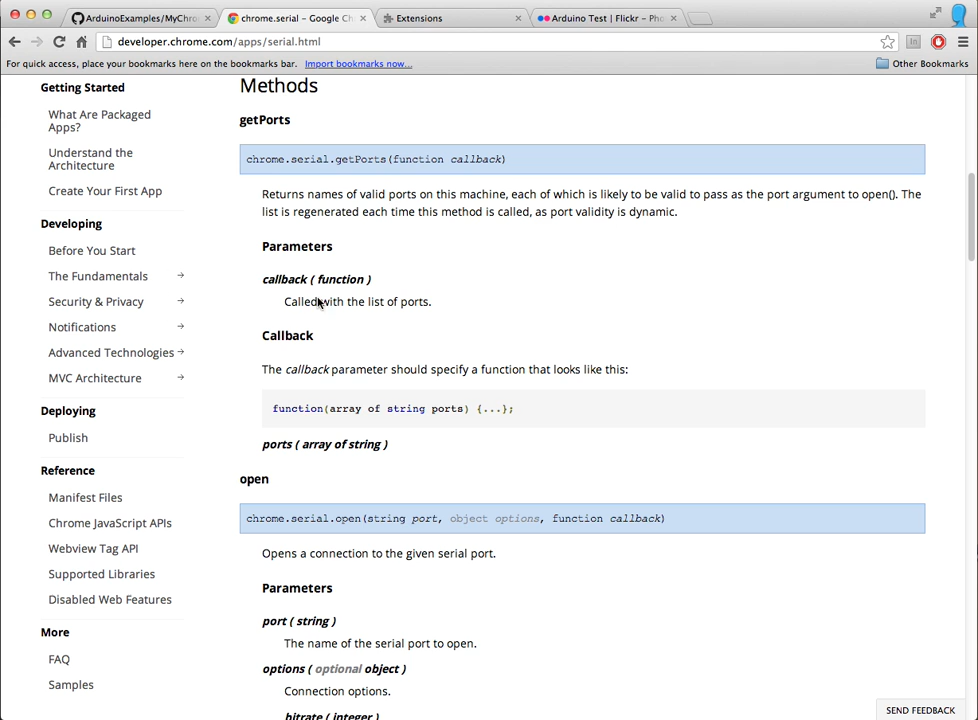 ArduinoExamples/MyChro
chrome.serial – Google Ch
Extensions
Arduino Test | Flickr – Pho
developer.chrome.com/apps/serial.html
For quick access, place your bookmarks here on the bookmarks bar. Import bookmarks now...
Other Bookmarks
Getting Started
What Are Packaged
Apps?
Understand the
Architecture
Create Your First App
Developing
Before You Start
The Fundamentals
Security & Privacy
Notifications
Advanced Technologies
MVC Architecture
Deploying
Publish
Reference
Manifest Files
Chrome JavaScript APIs
Webview Tag API
Supported Libraries
Disabled Web Features
More
FAQ
Samples
Methods
getPorts
chrome.serial.getPorts(function callback)
Returns names of valid ports on this machine, each of which is likely to be valid to pass as the port argument to open(). The
list is regenerated each time this method is called, as port validity is dynamic.
Parameters
callback ( function )
Called with the list of ports.
Callback
The callback parameter should specify a function that looks like this:
function(array of string ports) {...};
ports ( array of string )
open
chrome.serial.open(string port, object options, function callback)
Opens a connection to the given serial port.
Parameters
port ( string )
The name of the serial port to open.
options ( optional object )
Connection options.
bitrate ( integer )
SEND FEEDBACK